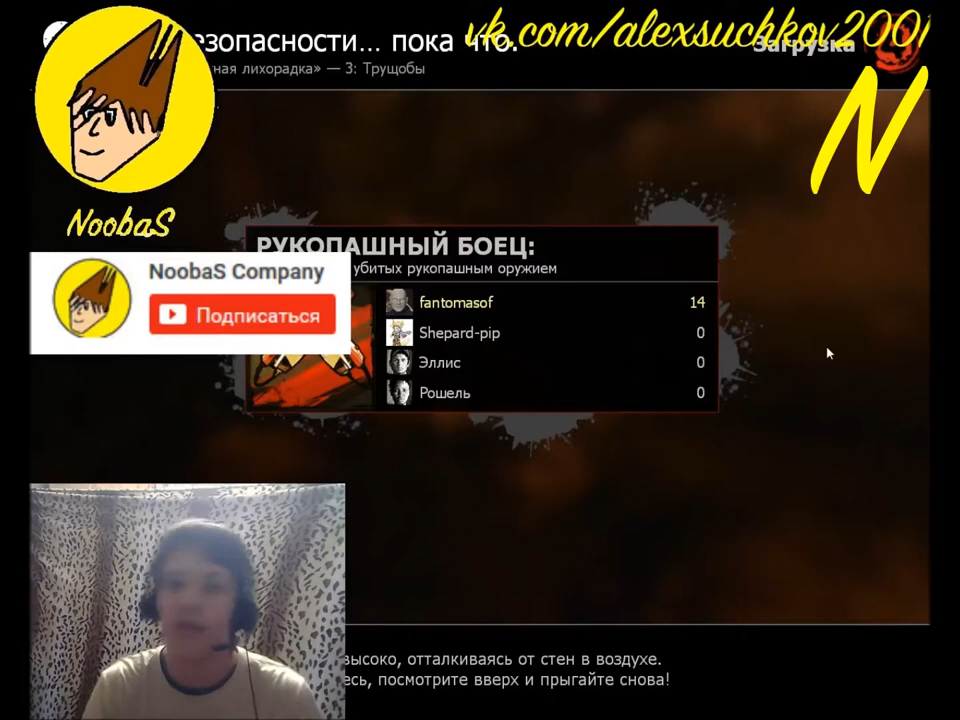 vk.com/alexsuchkov2001
езопасности... пока что.
Загрузка
ная лихорадка» — 3: Трущобы
N
NoobaS
РУКОПАШНЫЙ БОЕЦ:
убитых рукопашным оружием
NoobaS Company
Подписаться
fantomasof 14
Shepard-pip 0
Эллис 0
Рошель 0
высоко, отталкиваясь от стен в воздухе.
есь, посмотрите вверх и прыгайте снова!